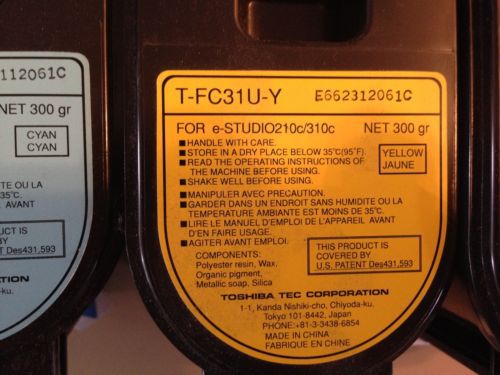 112061C
NET 300 gr
CYAN
CYAN
ITE OU LA
35°C.
AVANT
CT IS
BY
Des431,593
ATION
-ku.
T-FC31U-Y E662312061C
FOR e-STUDIO210c/310c NET 300 gr
■HANDLE WITH CARE.
■STORE IN A DRY PLACE BELOW 35°C(95°F).
■READ THE OPERATING INSTRUCTIONS OF
THE MACHINE BEFORE USING.
■SHAKE WELL BEFORE USING.
YELLOW
JAUNE
■MANIPULER AVEC PRECAUTION.
■GARDER DANS UN ENDROIT SANS HUMIDITE OU LA
TEMPERATURE AMBIANTE EST MOINS DE 35°C.
■LIRE LE MANUEL D'EMPLOI DE L'APPAREIL AVANT
D'EN FAIRE USAGE.
■AGITER AVANT EMPLOI.
COMPONENTS:
Polyester resin, Wax,
Organic pigment,
Metallic soap, Silica
THIS PRODUCT IS
COVERED BY
U.S. PATENT Des431,593
TOSHIBA TEC CORPORATION
1-1, Kanda Nishiki-cho, Chiyoda-ku,
Tokyo 101-8442, Japan
PHONE:+81-3-3438-6854
MADE IN CHINA
FABRIQUE EN CHINE